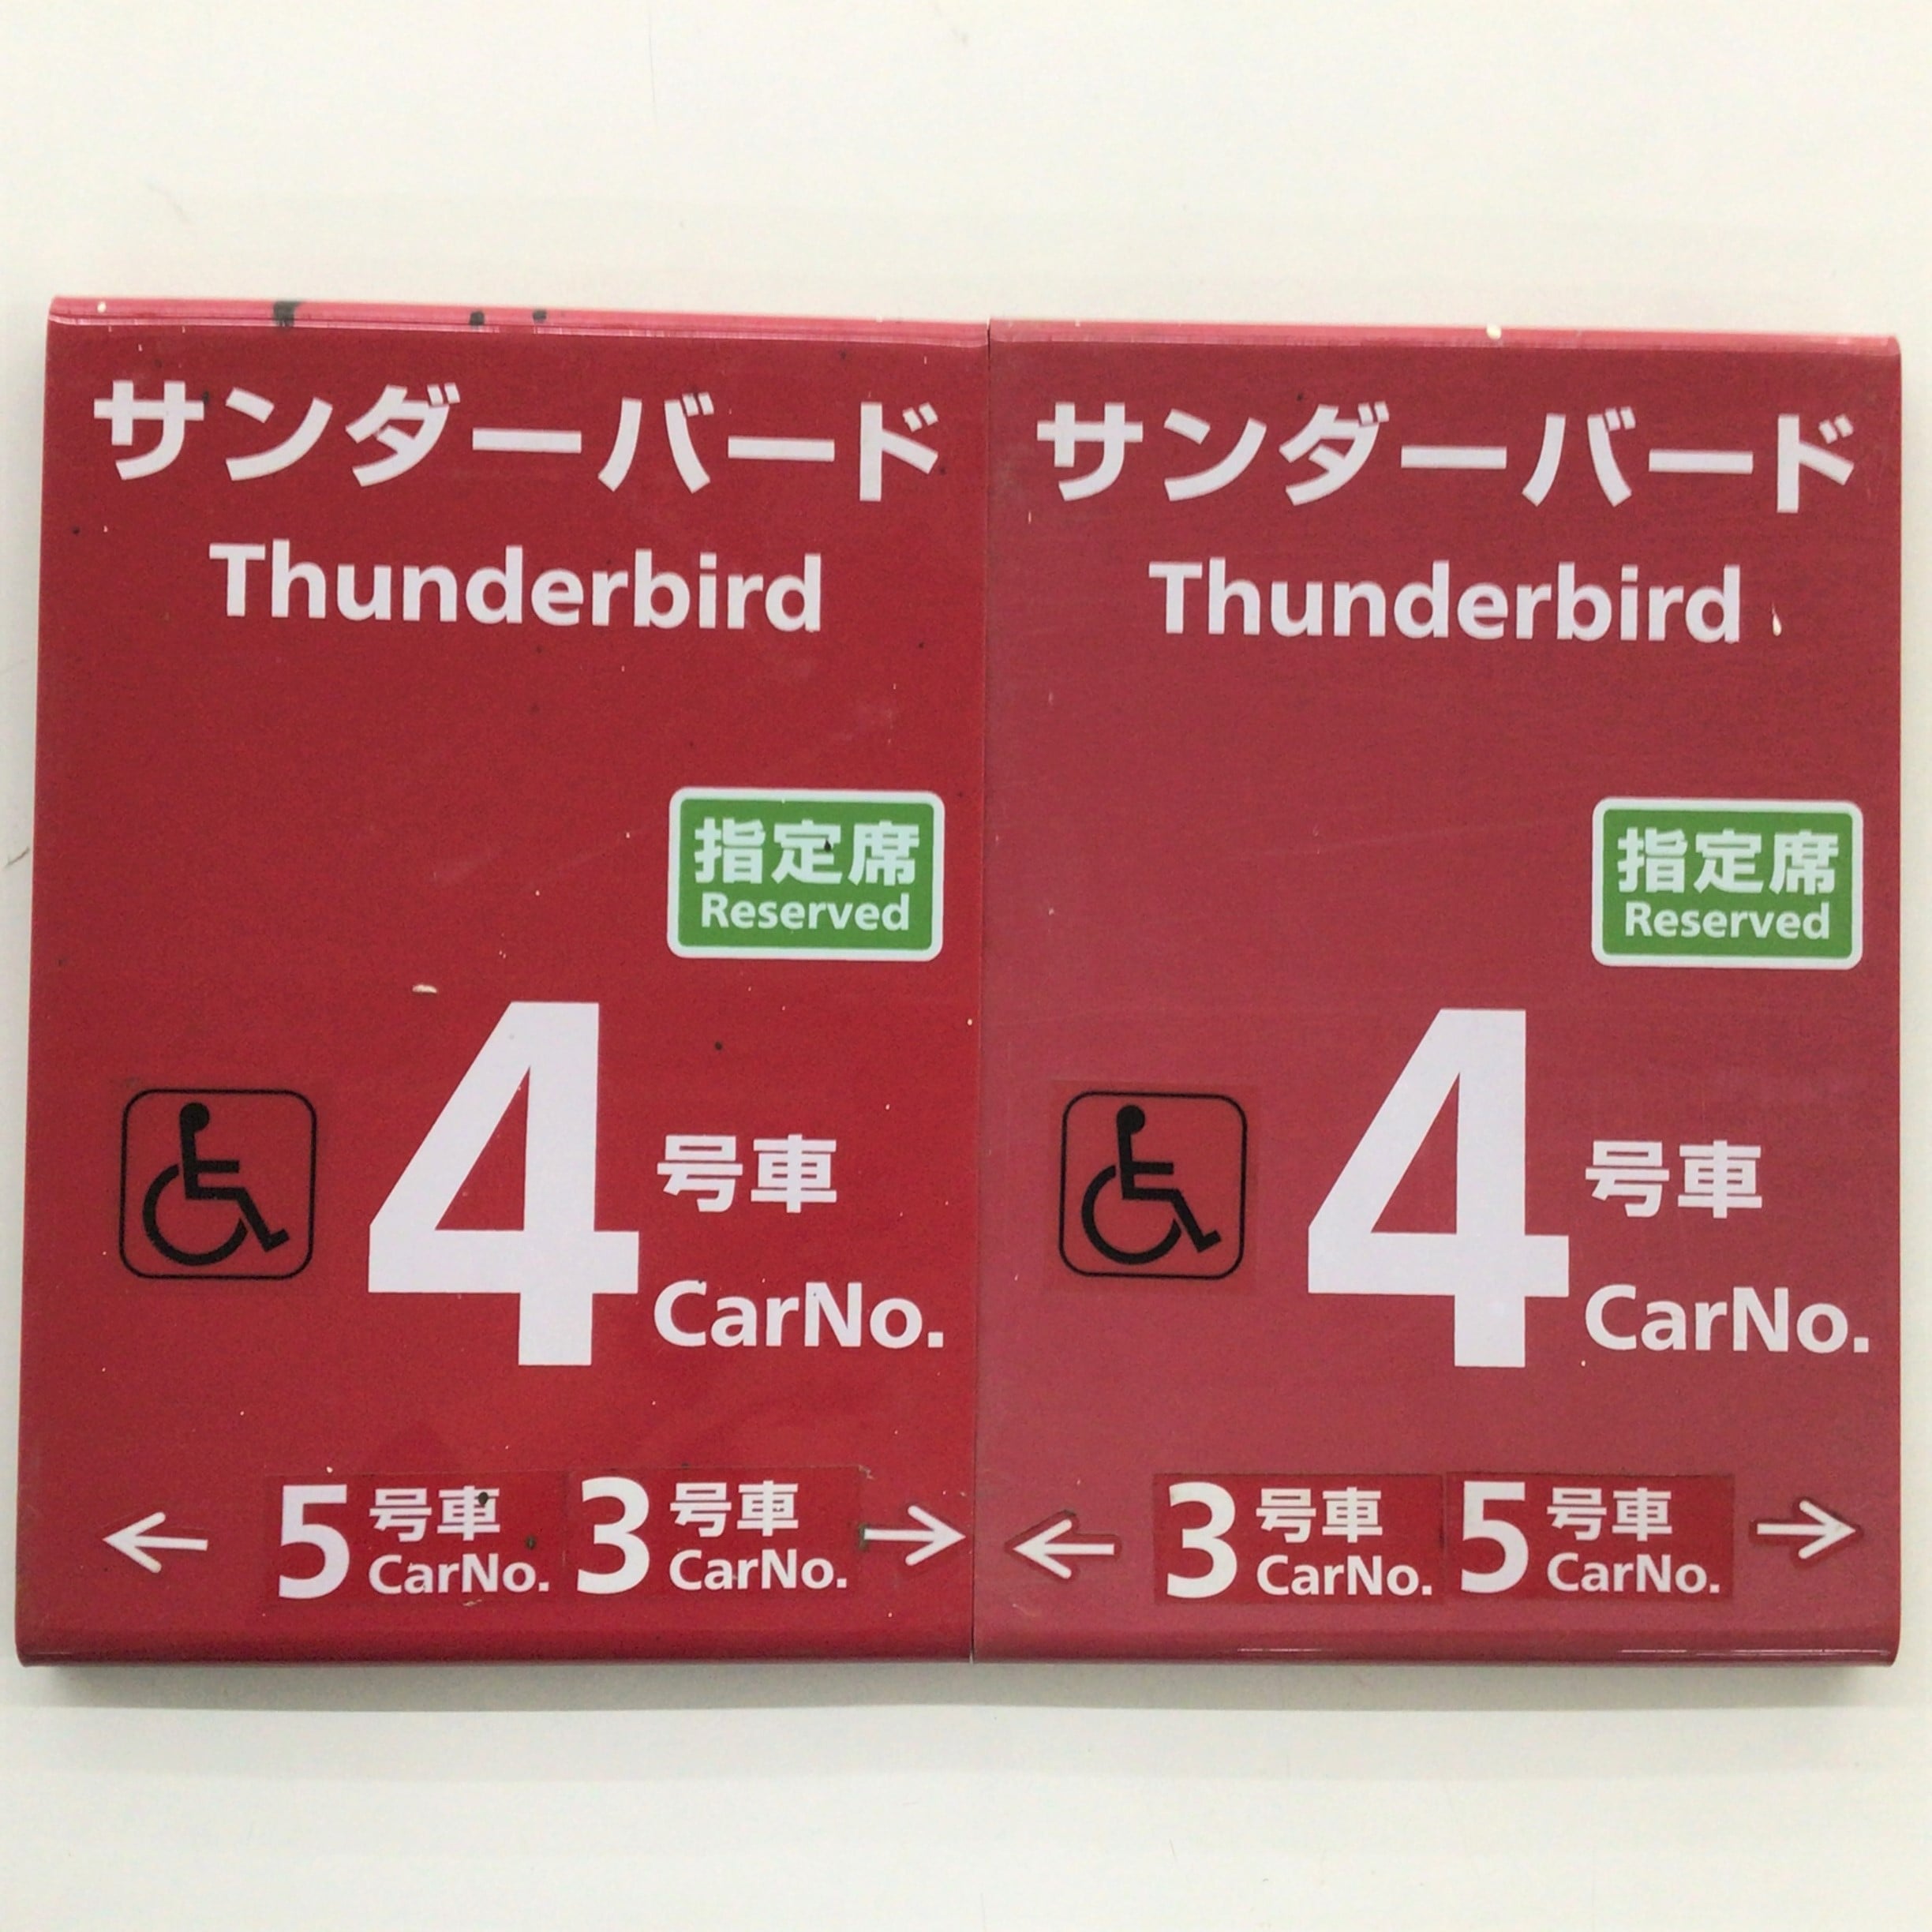 サンダーバード
Thunderbird
指定席
Reserved
4 号車
CarNo.
← 5 号車 CarNo. 3 号車 CarNo. →
サンダーバード
Thunderbird
指定席
Reserved
4 号車
CarNo.
← 3 号車 CarNo. 5 号車 CarNo. →